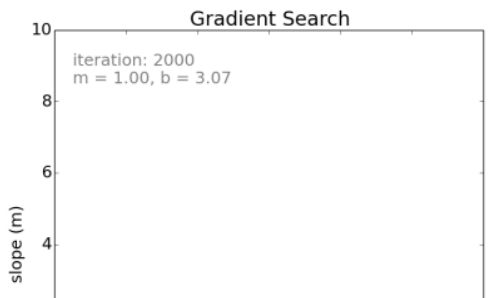 Gradient Search
10
iteration: 2000
m = 1.00, b = 3.07
8
6
4
slope (m)